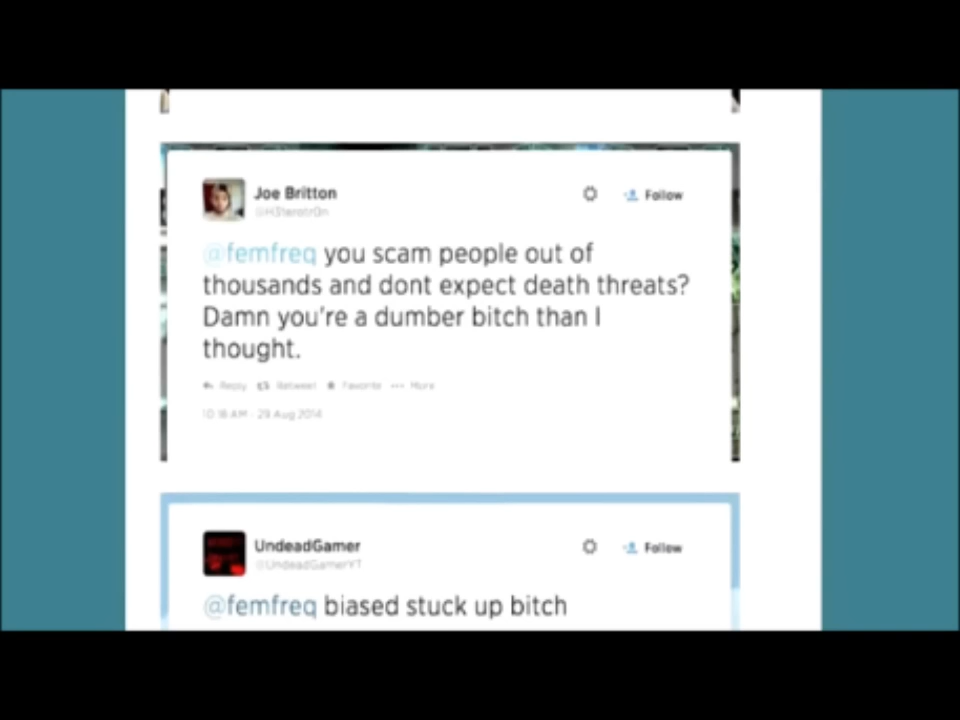 Joe Britton
Follow
@femfreq you scam people out of
thousands and dont expect death threats?
Damn you're a dumber bitch than I
thought.
Reply Retweet Favorite More
10:18 AM - 29 Aug 2014
UndeadGamer
Follow
@UndeadGamerYT
@femfreq biased stuck up bitch